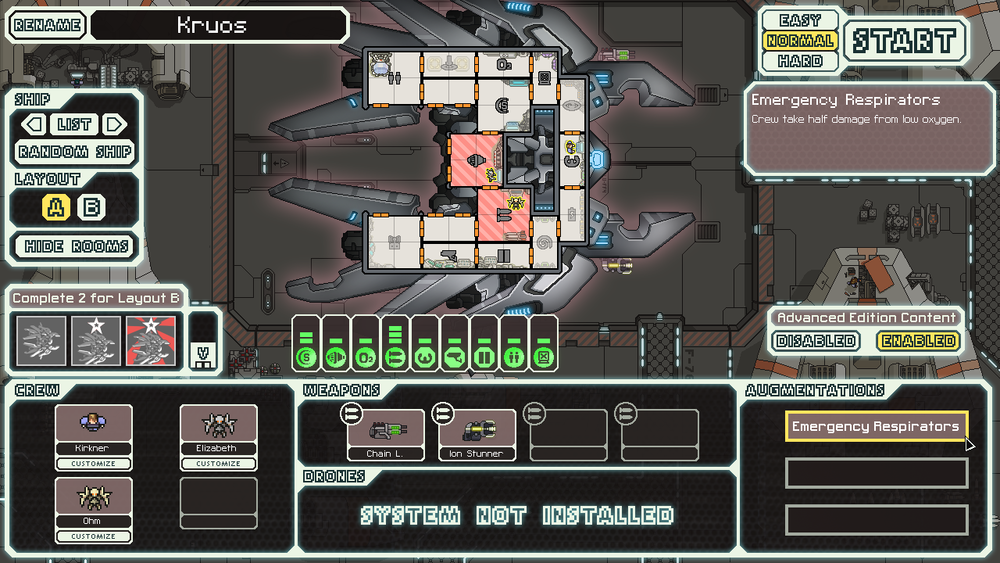 RENAME
Kruos
EASY
NORMAL
HARD
START
SHIP
LIST
RANDOM SHIP
LAYOUT
A
B
HIDE ROOMS
Emergency Respirators
Crew take half damage from low oxygen.
Complete 2 for Layout B
Advanced Edition Content
DISABLED
ENABLED
CREW
Kirkner
CUSTOMIZE
Elizabeth
CUSTOMIZE
Ohm
CUSTOMIZE
WEAPONS
Chain L.
Ion Stunner
DRONES
SYSTEM NOT INSTALLED
AUGMENTATIONS
Emergency Respirators